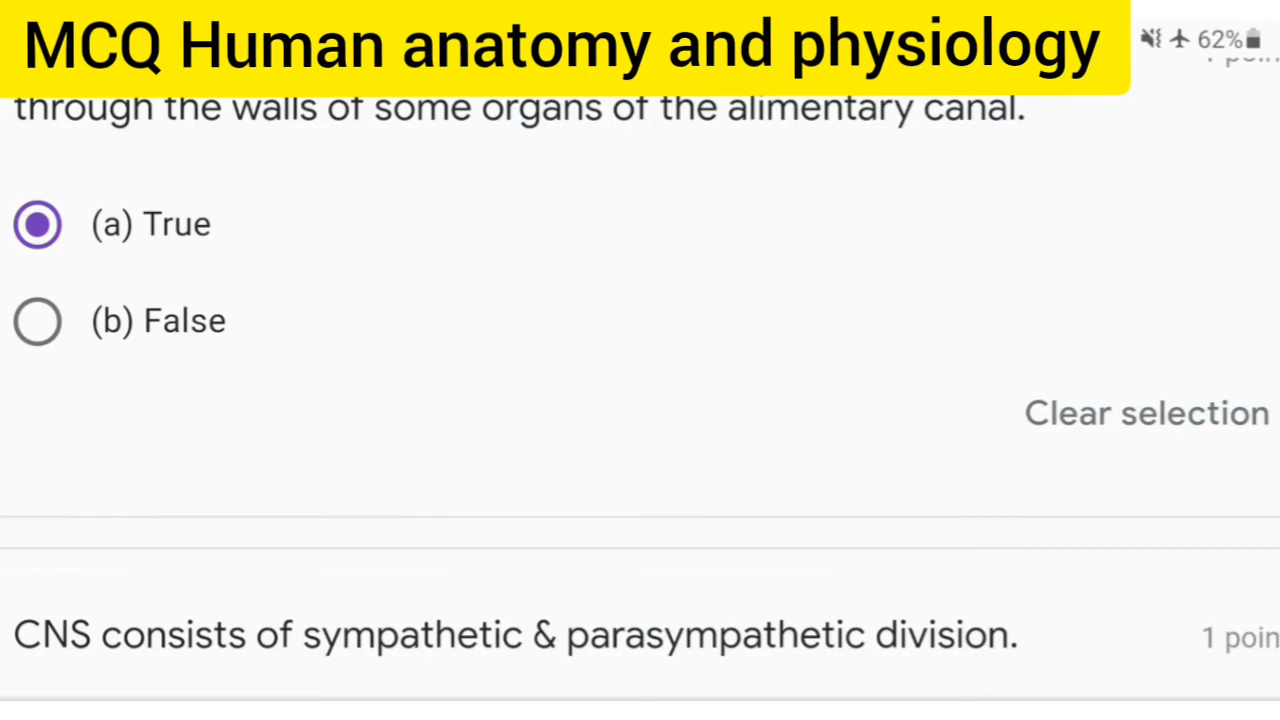 MCQ Human anatomy and physiology
62%
through the walls of some organs of the alimentary canal.
(a) True
(b) False
Clear selection
CNS consists of sympathetic & parasympathetic division.
1 poin